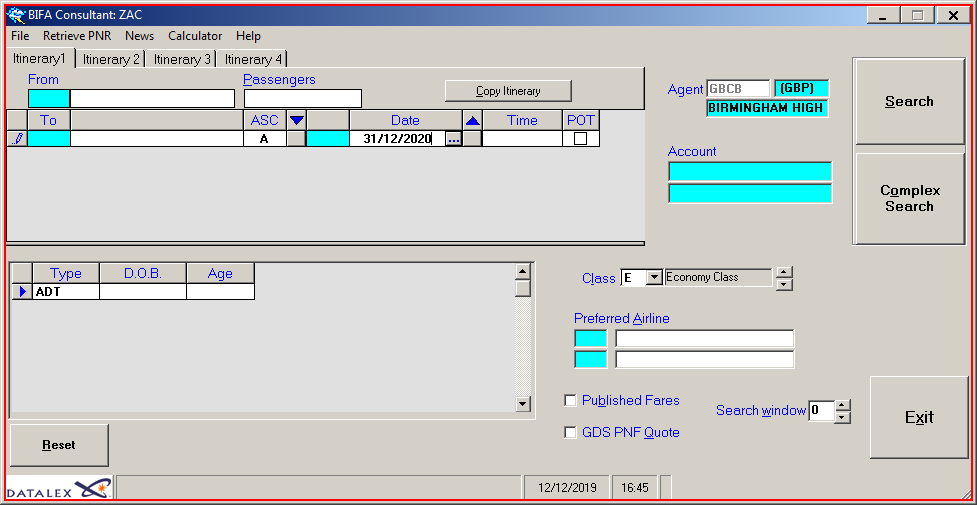 BIFA Consultant: ZAC
File Retrieve PNR News Calculator Help
Itinerary1 Itinerary 2 Itinerary 3 Itinerary 4
From Passengers
Copy Itinerary
To ASC Date Time POT
A 31/12/2020 ...
Agent GBCB (GBP)
BIRMINGHAM HIGH
Account
Search
Complex
Search
Type D.O.B. Age
ADT
Class E Economy Class
Preferred Airline
Published Fares
GDS PNF Quote
Search window 0
Exit
Reset
DATALEX 12/12/2019 16:45